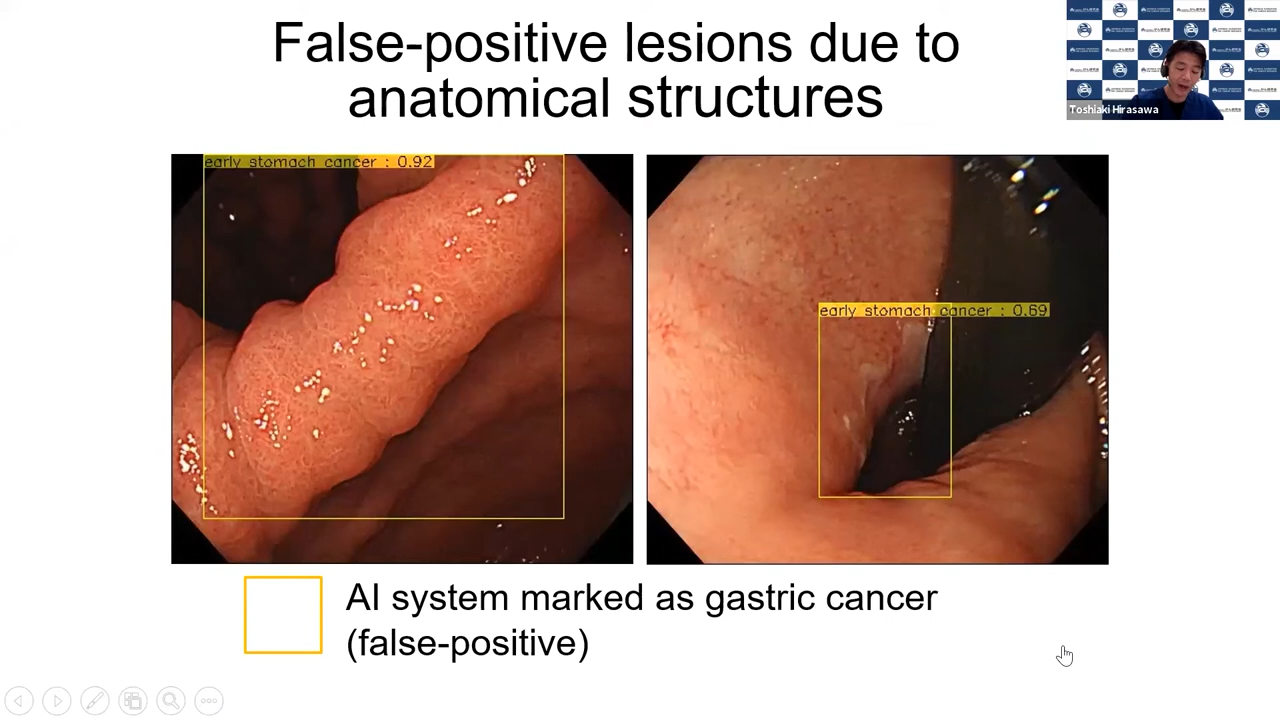 False-positive lesions due to
anatomical structures
Toshiaki Hirasawa
early stomach cancer : 0.92
early stomach cancer : 0.69
AI system marked as gastric cancer
(false-positive)